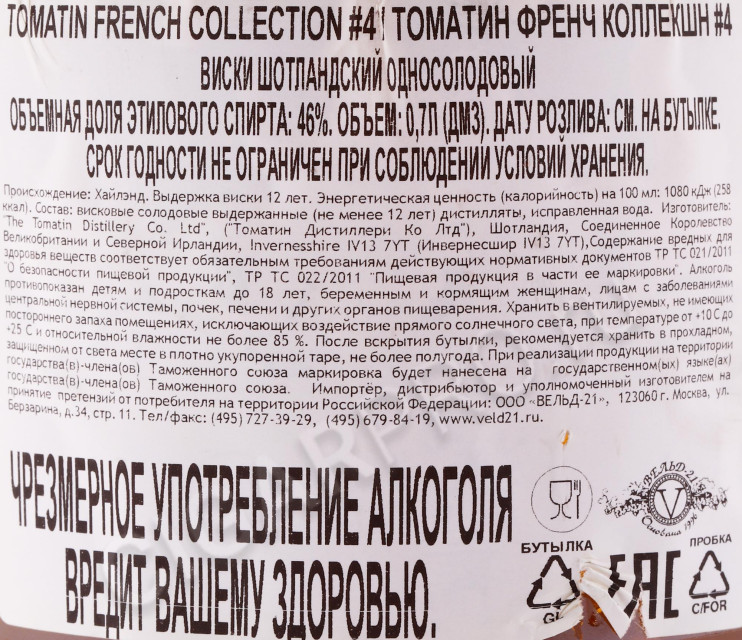 TOMATIN FRENCH COLLECTION #4 ТОМАТИН ФРЕНЧ КОЛЛЕКШН #4
ВИСКИ ШОТЛАНДСКИЙ ОДНОСОЛОДОВЫЙ
ОБЪЕМНАЯ ДОЛЯ ЭТИЛОВОГО СПИРТА: 46%. ОБЪЕМ: 0,7Л (ДМ3). ДАТУ РОЗЛИВА: СМ. НА БУТЫЛКЕ.
СРОК ГОДНОСТИ НЕ ОГРАНИЧЕН ПРИ СОБЛЮДЕНИИ УСЛОВИЙ ХРАНЕНИЯ.
Происхождение: Хайлэнд. Выдержка виски 12 лет. Энергетическая ценность (калорийность) на 100 мл: 1080 кДж (258
ккал). Состав: висковые солодовые выдержанные (не менее 12 лет) дистилляты, исправленная вода. Изготовитель:
"The Tomatin Distillery Co. Ltd", ("Томатин Дистиллери Ко Лтд"), Шотландия, Соединенное Королевство
Великобритании и Северной Ирландии, Invernesshire IV13 7YT (Инвернесшир IV13 7YT),Содержание вредных для
здоровья веществ соответствует обязательным требованиям действующих нормативных документов ТР ТС 021/2011
"О безопасности пищевой продукции", ТР ТС 022/2011 "Пищевая продукция в части ее маркировки". Алкоголь
противопоказан детям и подросткам до 18 лет, беременным и кормящим женщинам, лицам с заболеваниями
центральной нервной системы, почек, печени и других органов пищеварения. Хранить в вентилируемых, не имеющих
постороннего запаха помещениях, исключающих воздействие прямого солнечного света, при температуре от +10 С до
+25 С и относительной влажности не более 85 %. После вскрытия бутылки, рекомендуется хранить в прохладном,
защищенном от света месте в плотно укупоренной таре, не более полугода. При реализации продукции на территории
государства(в)-члена(ов) Таможенного союза маркировка будет нанесена на государственном(ых) языке(ах)
государства(в)-члена(ов) Таможенного союза. Импортёр, дистрибьютор и уполномоченный изготовителем на
принятие претензий от потребителя на территории Российской Федерации: ООО «ВЕЛЬД-21», 123060 г. Москва, ул.
Берзарина, д.34, стр. 11. Тел/факс: (495) 727-39-29, (495) 679-84-19, www.veld21.ru.
ЧРЕЗМЕРНОЕ УПОТРЕБЛЕНИЕ АЛКОГОЛЯ
ВРЕДИТ ВАШЕМУ ЗДОРОВЬЮ.
ВЕЛЬД-21
V
Основана 1996
БУТЫЛКА
GL
EAC
ПРОБКА
C/FOR